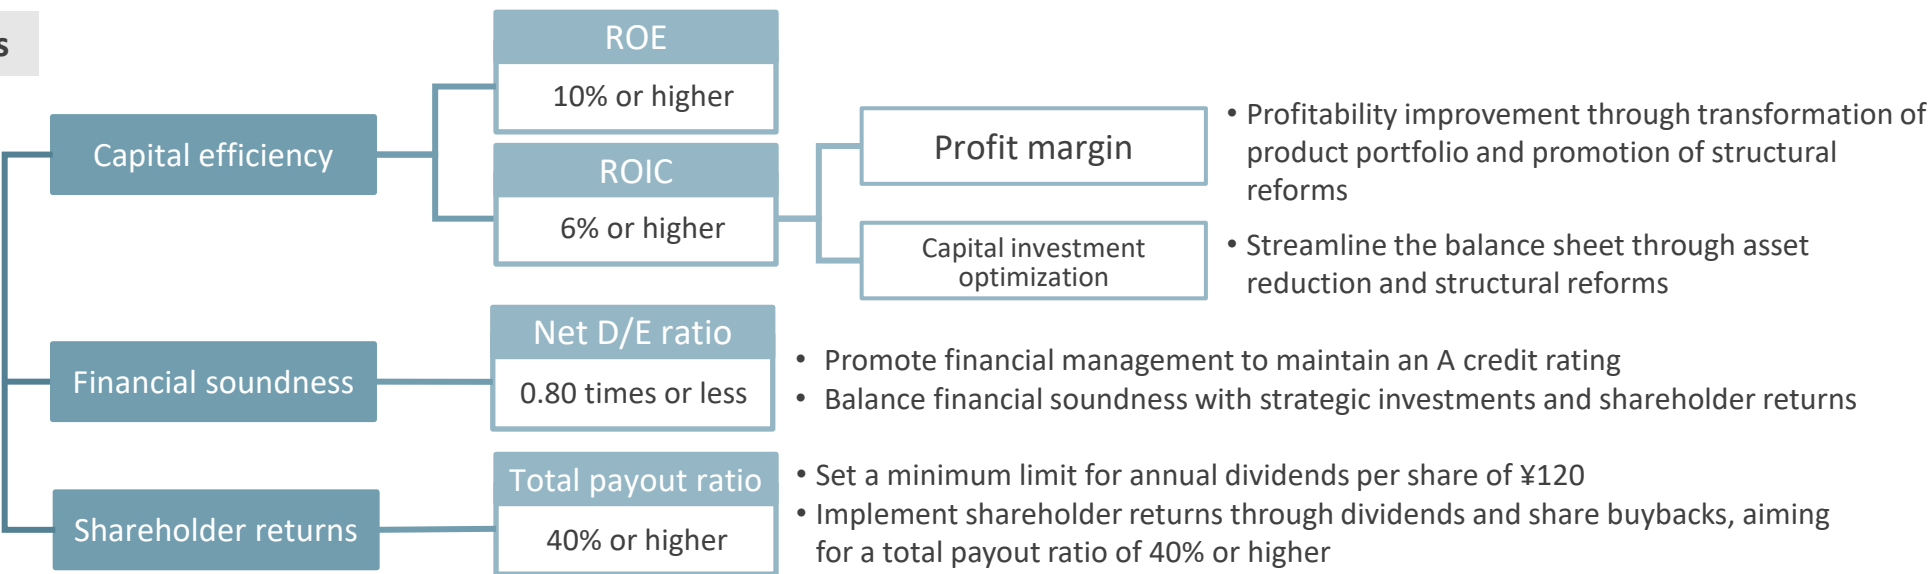 s
Capital efficiency
ROE
10% or higher
ROIC
6% or higher
Profit margin
• Profitability improvement through transformation of
product portfolio and promotion of structural
reforms
Capital investment
optimization
• Streamline the balance sheet through asset
reduction and structural reforms
Financial soundness
Net D/E ratio
0.80 times or less
• Promote financial management to maintain an A credit rating
• Balance financial soundness with strategic investments and shareholder returns
Shareholder returns
Total payout ratio
40% or higher
• Set a minimum limit for annual dividends per share of ¥120
• Implement shareholder returns through dividends and share buybacks, aiming
for a total payout ratio of 40% or higher